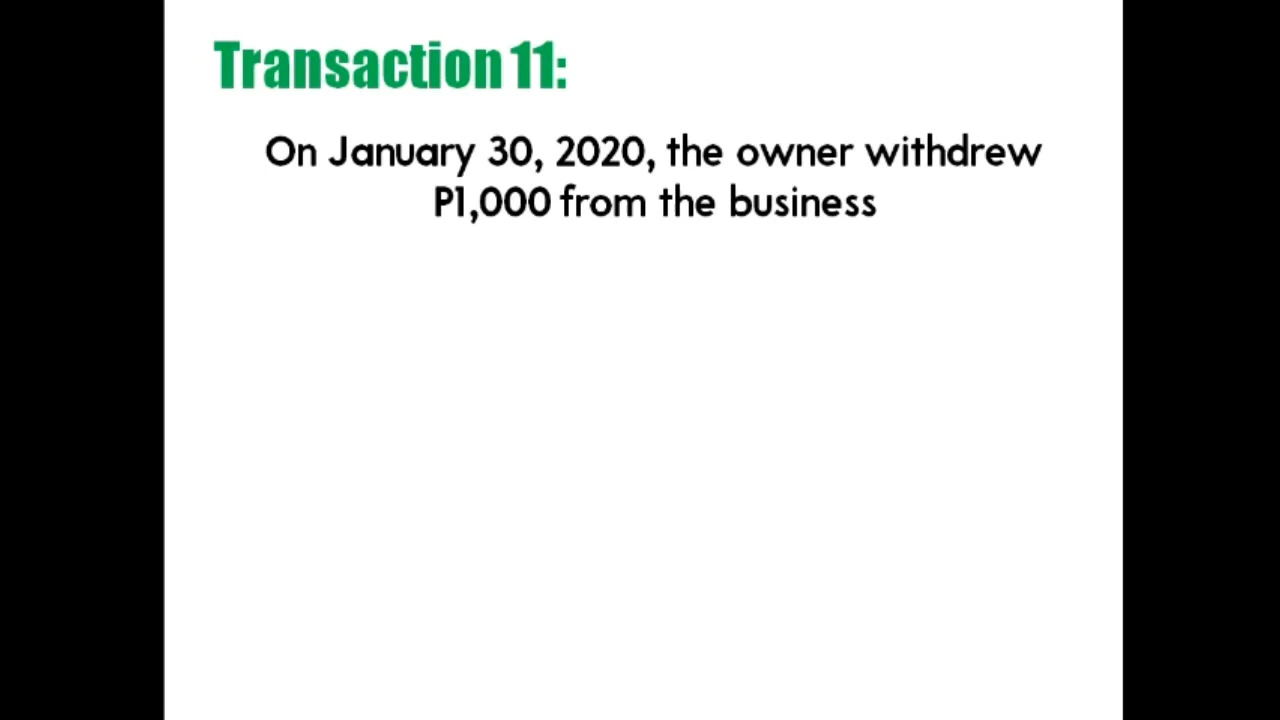 Transaction 11:
On January 30, 2020, the owner withdrew
P1,000 from the business